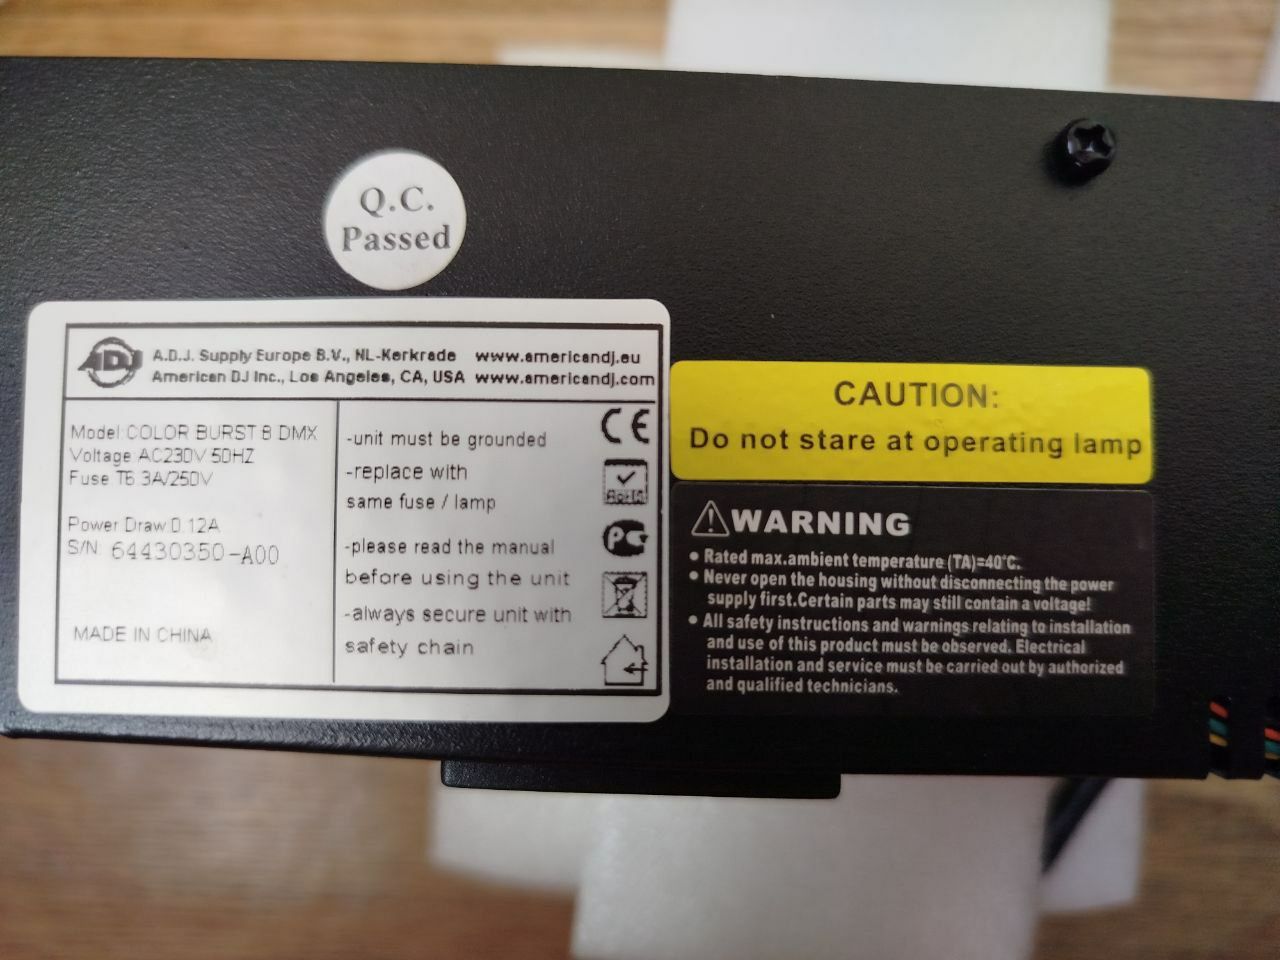 Q.C.
Passed
ADJ
A.D.J. Supply Europe B.V., NL-Kerkrade www.americandj.eu
American DJ Inc., Los Angeles, CA, USA www.americandj.com
Model: COLOR BURST 8 DMX
Voltage AC230V 50HZ
Fuse: T6.3A/250V
Power Draw:0.12A
S/N: 64430350-A00
MADE IN CHINA
-unit must be grounded
-replace with
same fuse / lamp
-please read the manual
before using the unit
-always secure unit with
safety chain
CE
RoHS
PC
CAUTION:
Do not stare at operating lamp
WARNING
• Rated max.ambient temperature (TA)=40°C.
• Never open the housing without disconnecting the power
supply first.Certain parts may still contain a voltage!
• All safety instructions and warnings relating to installation
and use of this product must be observed. Electrical
installation and service must be carried out by authorized
and qualified technicians.